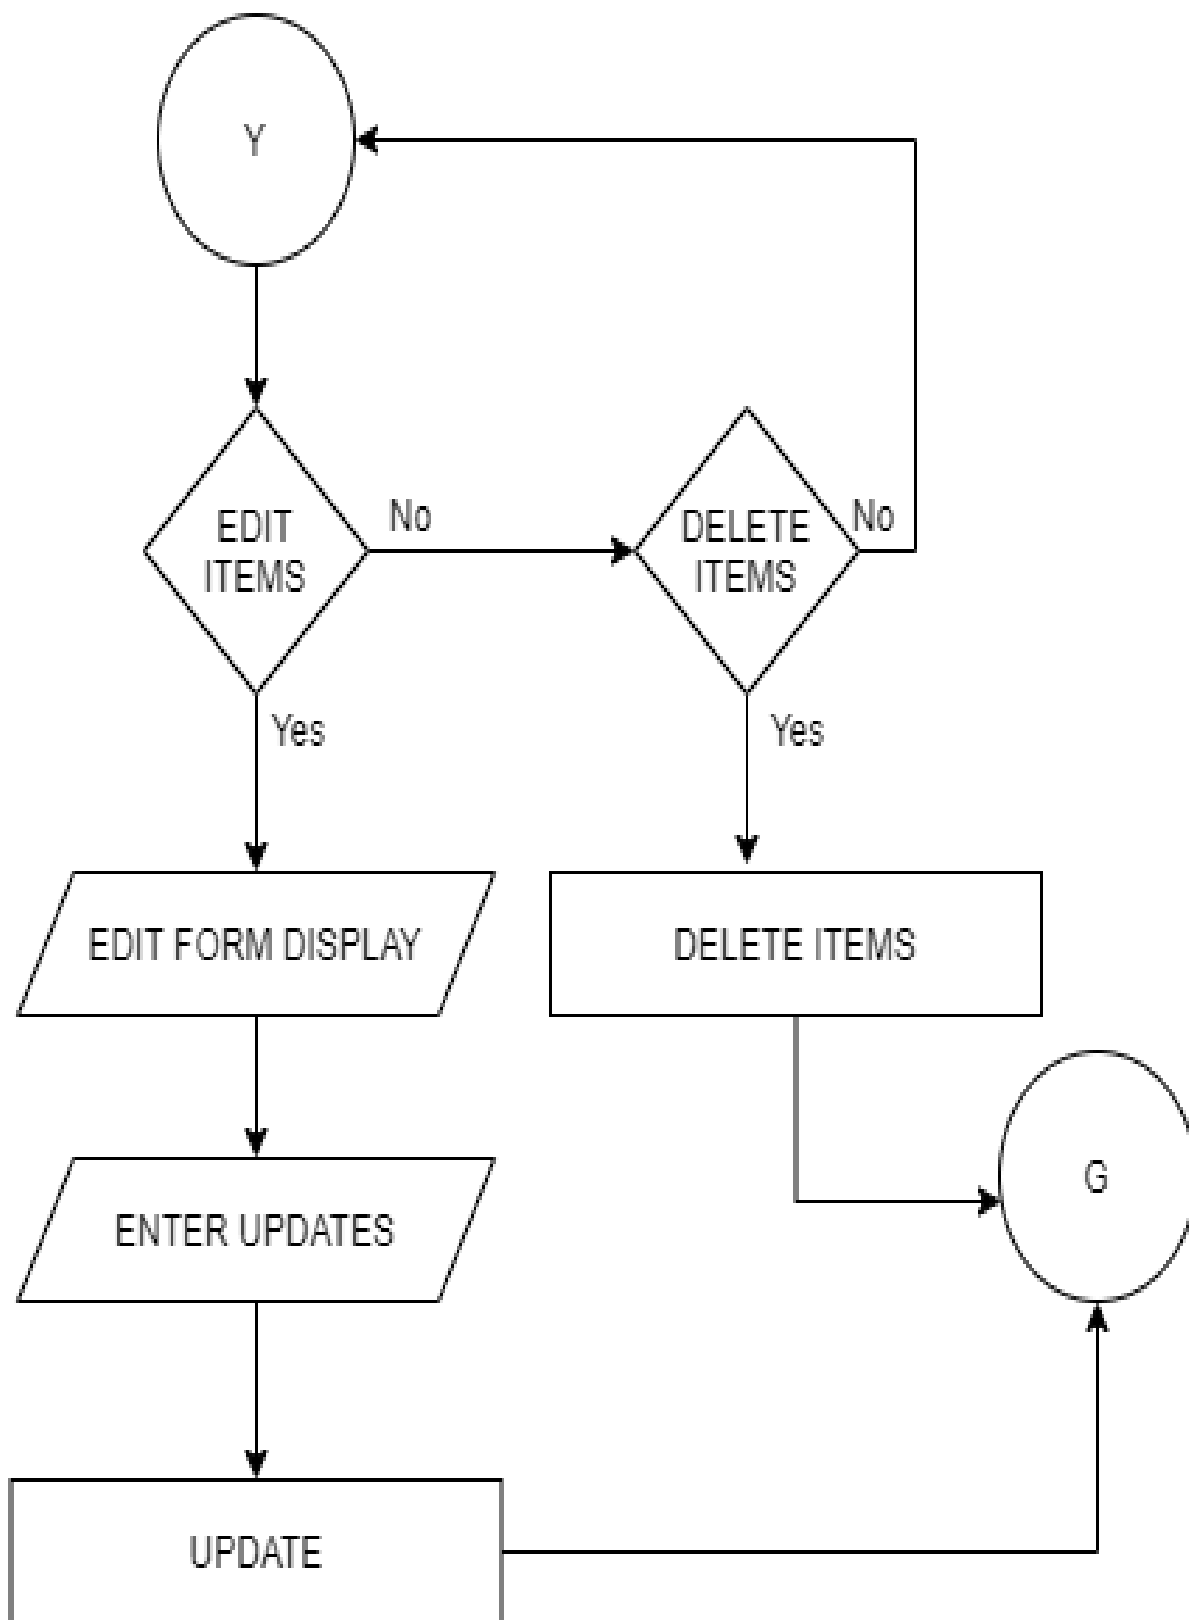 Y
EDIT
ITEMS
No
DELETE
ITEMS
No
Yes
Yes
EDIT FORM DISPLAY
DELETE ITEMS
ENTER UPDATES
G
UPDATE